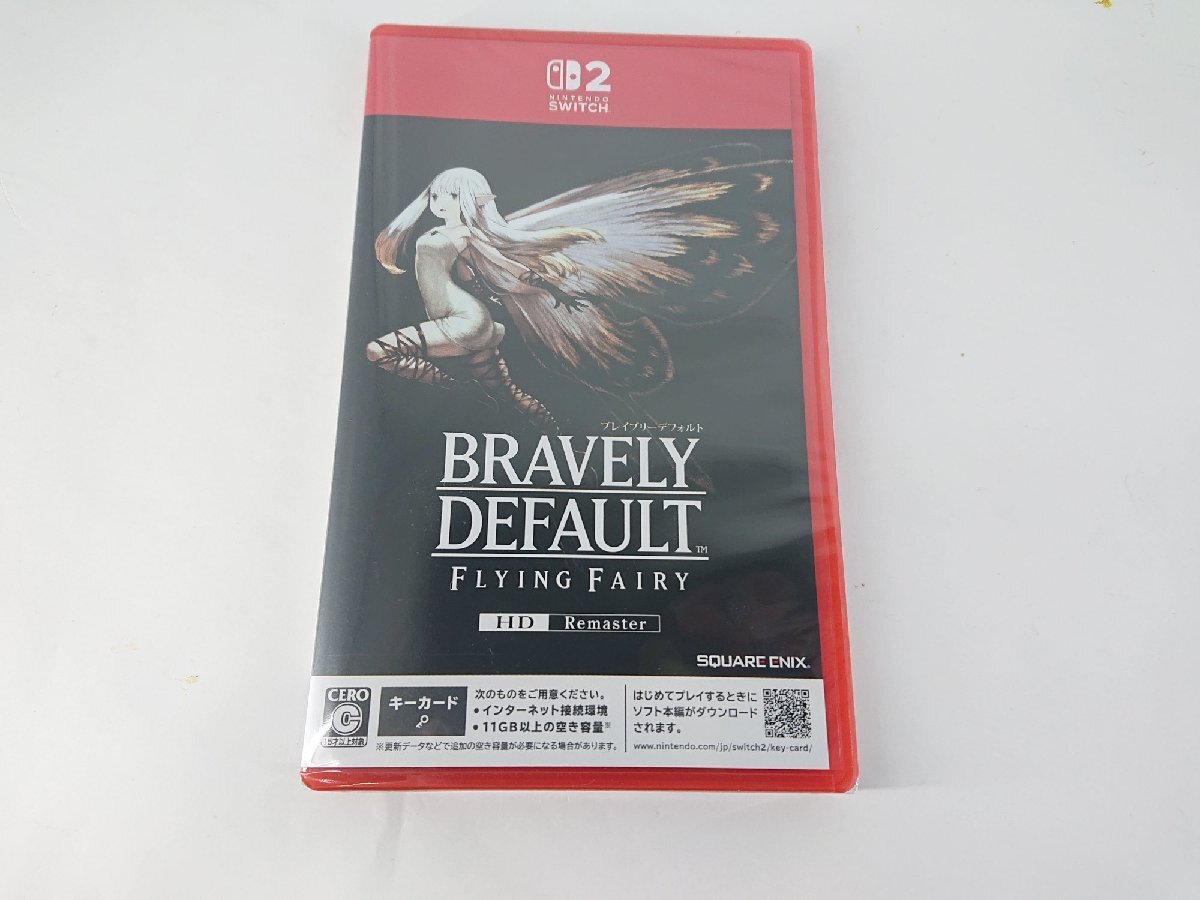 2
NINTENDO
SWITCH
ブレイブリーデフォルト
BRAVELY
DEFAULT™
FLYING FAIRY
HD Remaster
SQUARE ENIX.
CERO
C
15才以上対象
キーカード
次のものをご用意ください。
・インターネット接続環境
・11GB以上の空き容量※
※更新データなどで追加の空き容量が必要になる場合があります。
はじめてプレイするときに
ソフト本編がダウンロード
されます。
www.nintendo.com/jp/switch2/key-card/